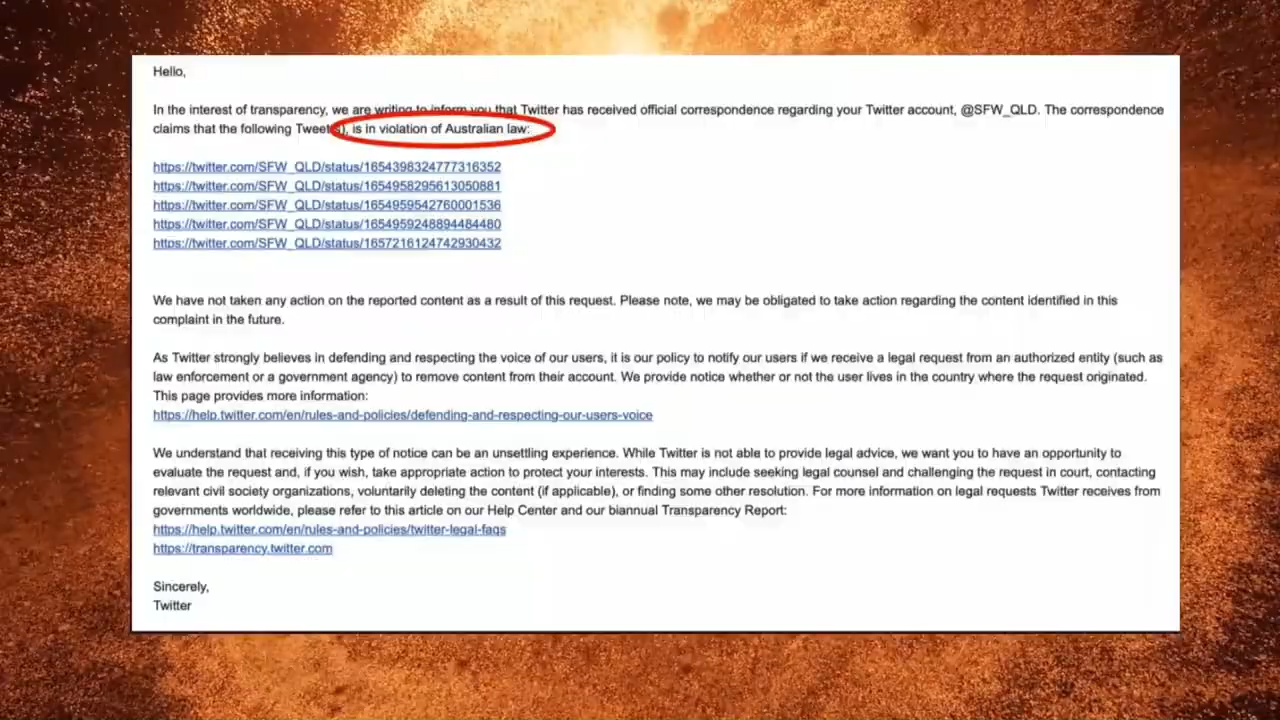 Hello,
In the interest of transparency, we are writing to inform you that Twitter has received official correspondence regarding your Twitter account, @SFW_QLD. The correspondence
claims that the following Tweet(s), is in violation of Australian law:
https://twitter.com/SFW_QLD/status/1654398324777316352
https://twitter.com/SFW_QLD/status/1654958295613050881
https://twitter.com/SFW_QLD/status/1654959542760001536
https://twitter.com/SFW_QLD/status/1654959248894484480
https://twitter.com/SFW_QLD/status/1657216124742930432
We have not taken any action on the reported content as a result of this request. Please note, we may be obligated to take action regarding the content identified in this
complaint in the future.
As Twitter strongly believes in defending and respecting the voice of our users, it is our policy to notify our users if we receive a legal request from an authorized entity (such as
law enforcement or a government agency) to remove content from their account. We provide notice whether or not the user lives in the country where the request originated.
This page provides more information:
https://help.twitter.com/en/rules-and-policies/defending-and-respecting-our-users-voice
We understand that receiving this type of notice can be an unsettling experience. While Twitter is not able to provide legal advice, we want you to have an opportunity to
evaluate the request and, if you wish, take appropriate action to protect your interests. This may include seeking legal counsel and challenging the request in court, contacting
relevant civil society organizations, voluntarily deleting the content (if applicable), or finding some other resolution. For more information on legal requests Twitter receives from
governments worldwide, please refer to this article on our Help Center and our biannual Transparency Report:
https://help.twitter.com/en/rules-and-policies/twitter-legal-faqs
https://transparency.twitter.com
Sincerely,
Twitter